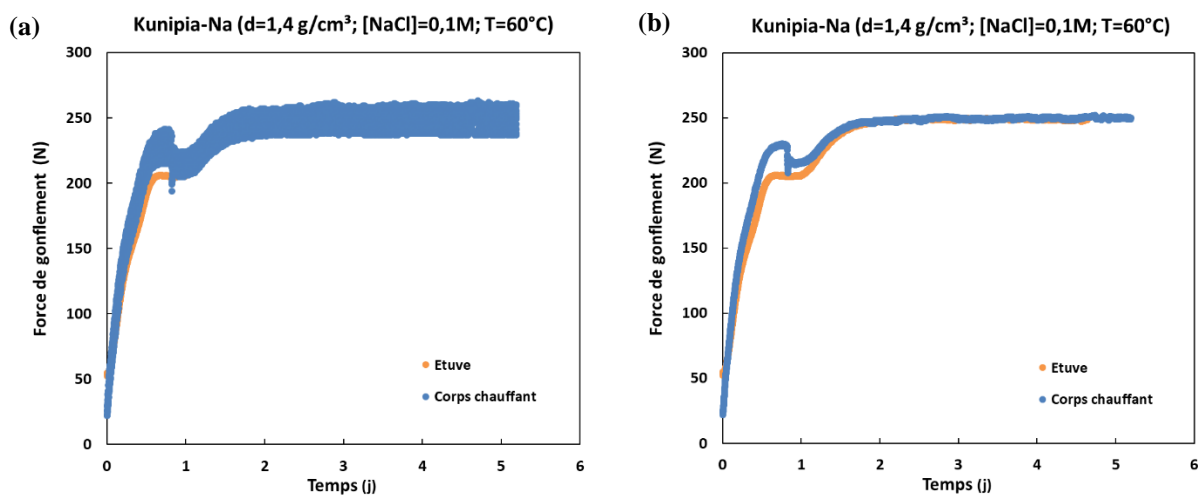 (a)
Kunipia-Na (d=1,4 g/cm³; [NaCl]=0,1M; T=60°C)
300
250
200
150
100
50
0
Force de gonflement (N)
Etuve
Corps chauffant
0 1 2 3 4 5 6
Temps (j)
(b)
Kunipia-Na (d=1,4 g/cm³; [NaCl]=0,1M; T=60°C)
300
250
200
150
100
50
0
Force de gonflement (N)
Etuve
Corps chauffant
0 1 2 3 4 5 6
Temps (j)